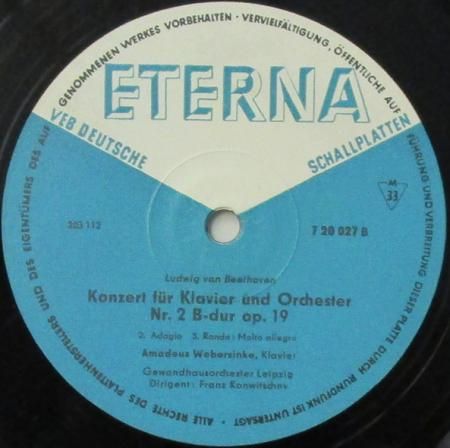 ALLE RECHTE DES PLATTENHERSTELLERS UND DES EIGENTÜMERS DES AUF GENOMMENEN WERKES VORBEHALTEN · VERVIELFÄLTIGUNG, ÖFFENTLICHE AUF FÜHRUNG UND VERBREITUNG DIESER PLATTE DURCH RUNDFUNK IST UNTERSAGT ·
ETERNA
VEB DEUTSCHE
SCHALLPLATTEN
M
33
203 112
7 20 027 B
Ludwig van Beethoven
Konzert für Klavier und Orchester
Nr. 2 B-dur op. 19
2. Adagio 3. Rondo: Molto allegro
Amadeus Webersinke, Klavier
Gewandhausorchester Leipzig
Dirigent: Franz Konwitschny